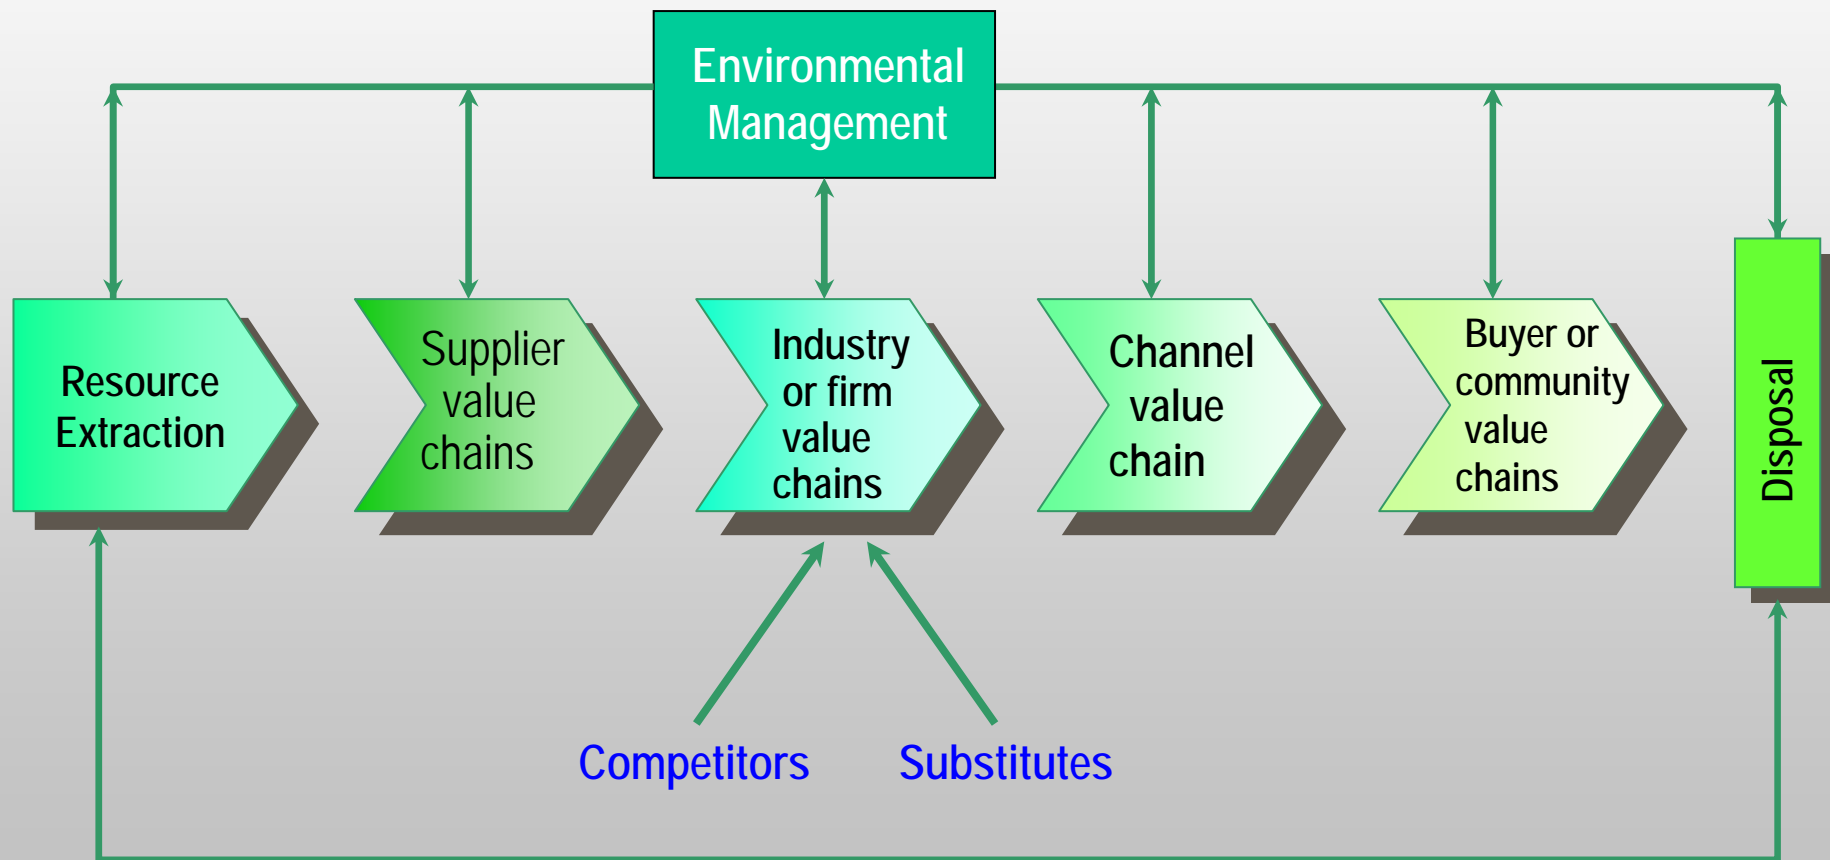 Environmental
Management
Resource
Extraction
Supplier
value
chains
Industry
or firm
value
chains
Channel
value
chain
Buyer or
community
value
chains
Disposal
Competitors
Substitutes